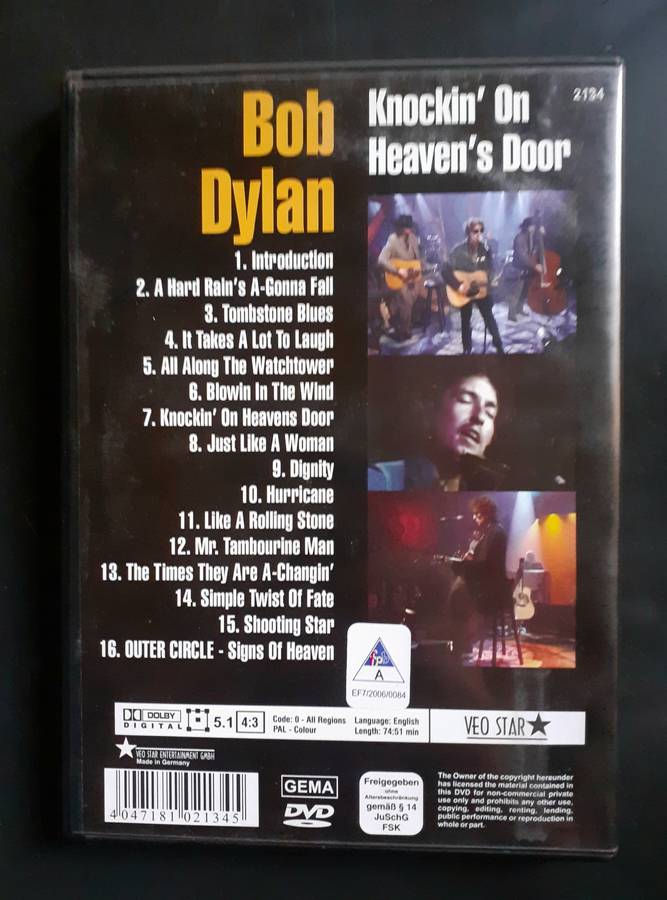 Bob
Dylan
Knockin' On
Heaven's Door
2134
1. Introduction
2. A Hard Rain's A-Gonna Fall
3. Tombstone Blues
4. It Takes A Lot To Laugh
5. All Along The Watchtower
6. Blowin In The Wind
7. Knockin' On Heavens Door
8. Just Like A Woman
9. Dignity
10. Hurricane
11. Like A Rolling Stone
12. Mr. Tambourine Man
13. The Times They Are A-Changin'
14. Simple Twist Of Fate
15. Shooting Star
16. OUTER CIRCLE - Signs Of Heaven
fpb
A
EF7/2006/0084
DOLBY
DIGITAL
5.1
4:3
Code: 0 - All Regions
PAL - Colour
Language: English
Length: 74:51 min
VEO STAR
VEO STAR ENTERTAINMENT GMBH
Made in Germany
4 047181 021345
GEMA
DVD
Freigegeben
ohne
Altersbeschränkung
gemäß § 14
JuSchG
FSK
The Owner of the copyright hereunder
has licensed the material contained in
this DVD for non-commercial private
use only and prohibits any other use,
copying, editing, renting, lending,
public performance or reproduction in
whole or part.